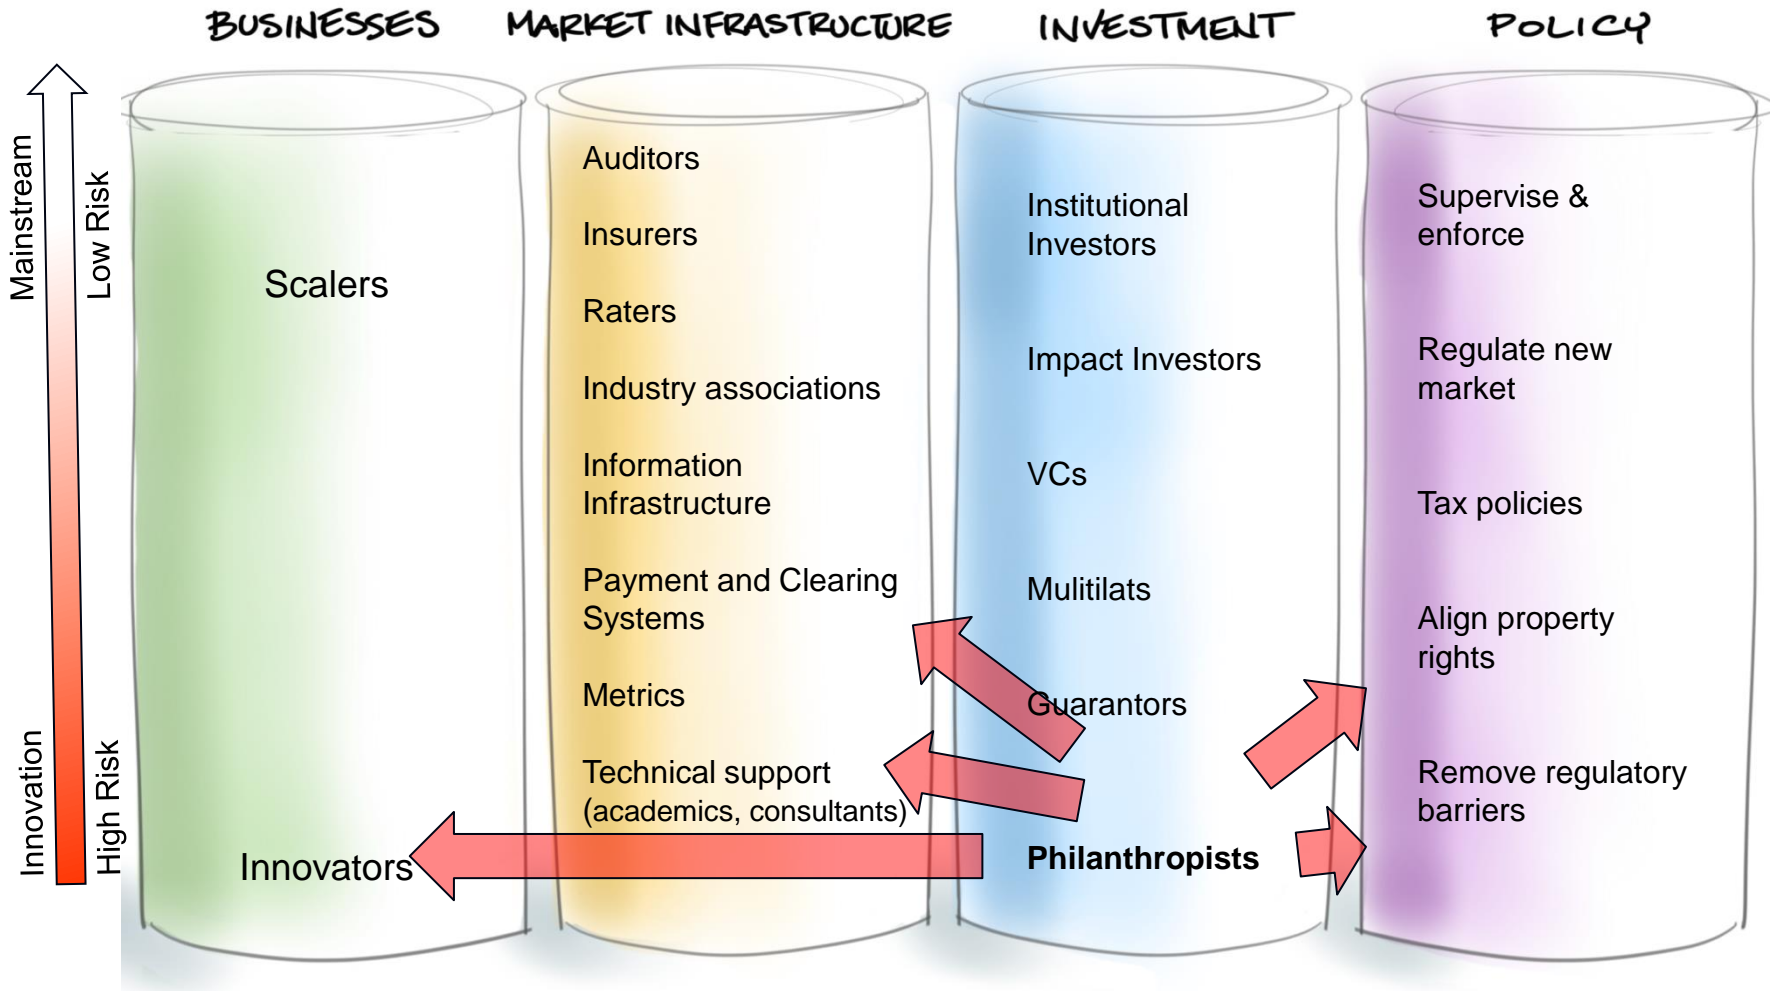 BUSINESSES
MARKET INFRASTRUCTURE
INVESTMENT
POLICY
Mainstream
Low Risk
Innovation
High Risk
Scalers
Innovators
Auditors
Insurers
Raters
Industry associations
Information
Infrastructure
Payment and Clearing
Systems
Metrics
Technical support
(academics, consultants)
Institutional
Investors
Impact Investors
VCs
Mulitilats
Guarantors
Philanthropists
Supervise &
enforce
Regulate new
market
Tax policies
Align property
rights
Remove regulatory
barriers